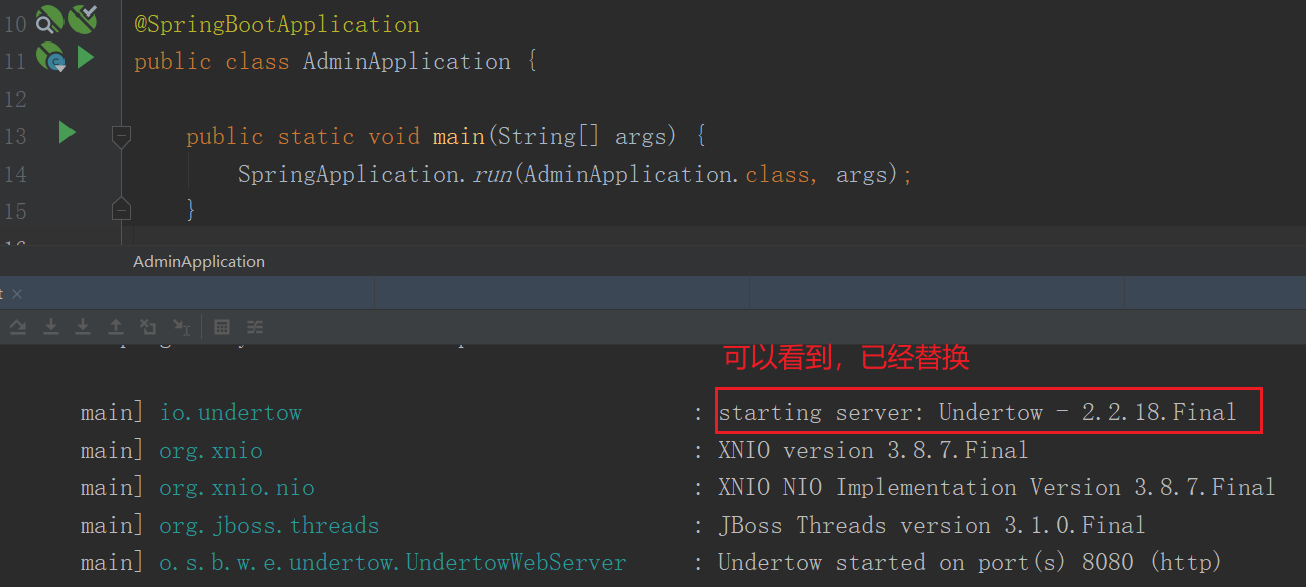 10 @SpringBootApplication
11 public class AdminApplication {
12
13 public static void main(String[] args) {
14 SpringApplication.run(AdminApplication.class, args);
15 }
AdminApplication
可以看到，已经替换
main] io.undertow : starting server: Undertow - 2.2.18.Final
main] org.xnio : XNIO version 3.8.7.Final
main] org.xnio.nio : XNIO NIO Implementation Version 3.8.7.Final
main] org.jboss.threads : JBoss Threads version 3.1.0.Final
main] o.s.b.w.e.undertow.UndertowWebServer : Undertow started on port(s) 8080 (http)